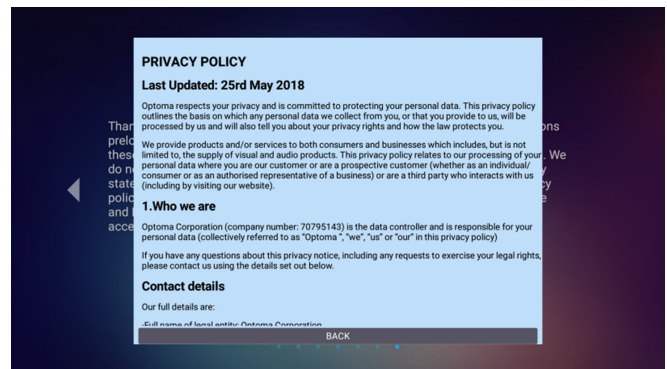 PRIVACY POLICY
Last Updated: 25rd May 2018
Optoma respects your privacy and is committed to protecting your personal data. This privacy policy
outlines the basis on which any personal data we collect from you, or that you provide to us, will be
processed by us and will also tell you about your privacy rights and how the law protects you.
We provide products and/or services to both consumers and businesses which includes, but is not
limited to, the supply of visual and audio products. This privacy policy relates to our processing of your
personal data where you are our customer or are a prospective customer (whether as an individual/
consumer or as an authorised representative of a business) or are a third party who interacts with us
(including by visiting our website).
1.Who we are
Optoma Corporation (company number: 70795143) is the data controller and is responsible for your
personal data (collectively referred to as “Optoma ”, “we”, “us” or “our” in this privacy policy)
If you have any questions about this privacy notice, including any requests to exercise your legal rights,
please contact us using the details set out below.
Contact details
Our full details are:
-Full name of legal entity: Optoma Corporation
BACK
We
do
and